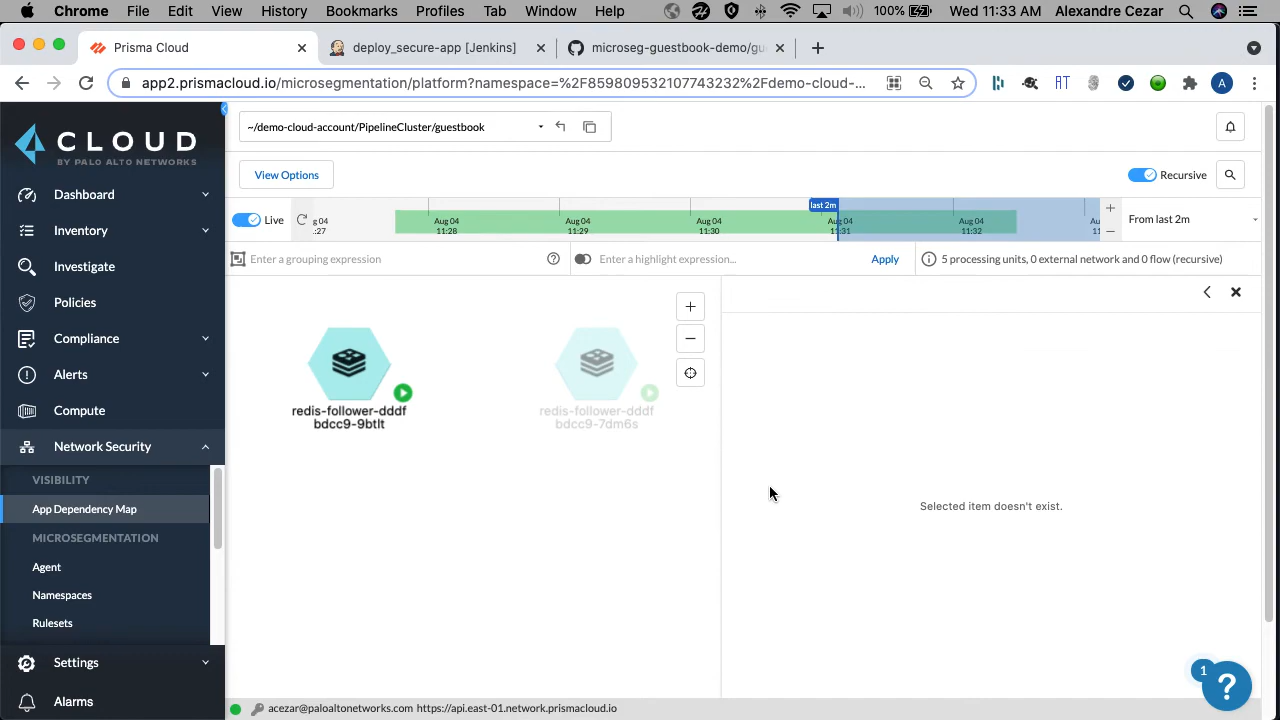 Chrome File Edit View History Bookmarks Profiles Tab Window Help 100% Wed 11:33 AM Alexandre Cezar
Prisma Cloud
deploy_secure-app [Jenkins]
microseg-guestbook-demo/gu
app2.prismacloud.io/microsegmentation/platform?namespace=%2F859809532107743232%2Fdemo-cloud-...
A
CLOUD
BY PALO ALTO NETWORKS
Dashboard
Inventory
Investigate
Policies
Compliance
Alerts
Compute
Network Security
VISIBILITY
App Dependency Map
MICROSEGMENTATION
Agent
Namespaces
Rulesets
Settings
Alarms
~/demo-cloud-account/PipelineCluster/guestbook
View Options
Recursive
Live
g 04
:27
Aug 04
11:28
Aug 04
11:29
Aug 04
11:30
last 2m
Aug 04
11:31
Aug 04
11:32
Au
11
From last 2m
Enter a grouping expression
Enter a highlight expression...
Apply
5 processing units, 0 external network and 0 flow (recursive)
redis-follower-dddf
bdcc9-9btlt
redis-follower-dddf
bdcc9-7dm6s
Selected item doesn't exist.
1
?
acezar@paloaltonetworks.com https://api.east-01.network.prismacloud.io